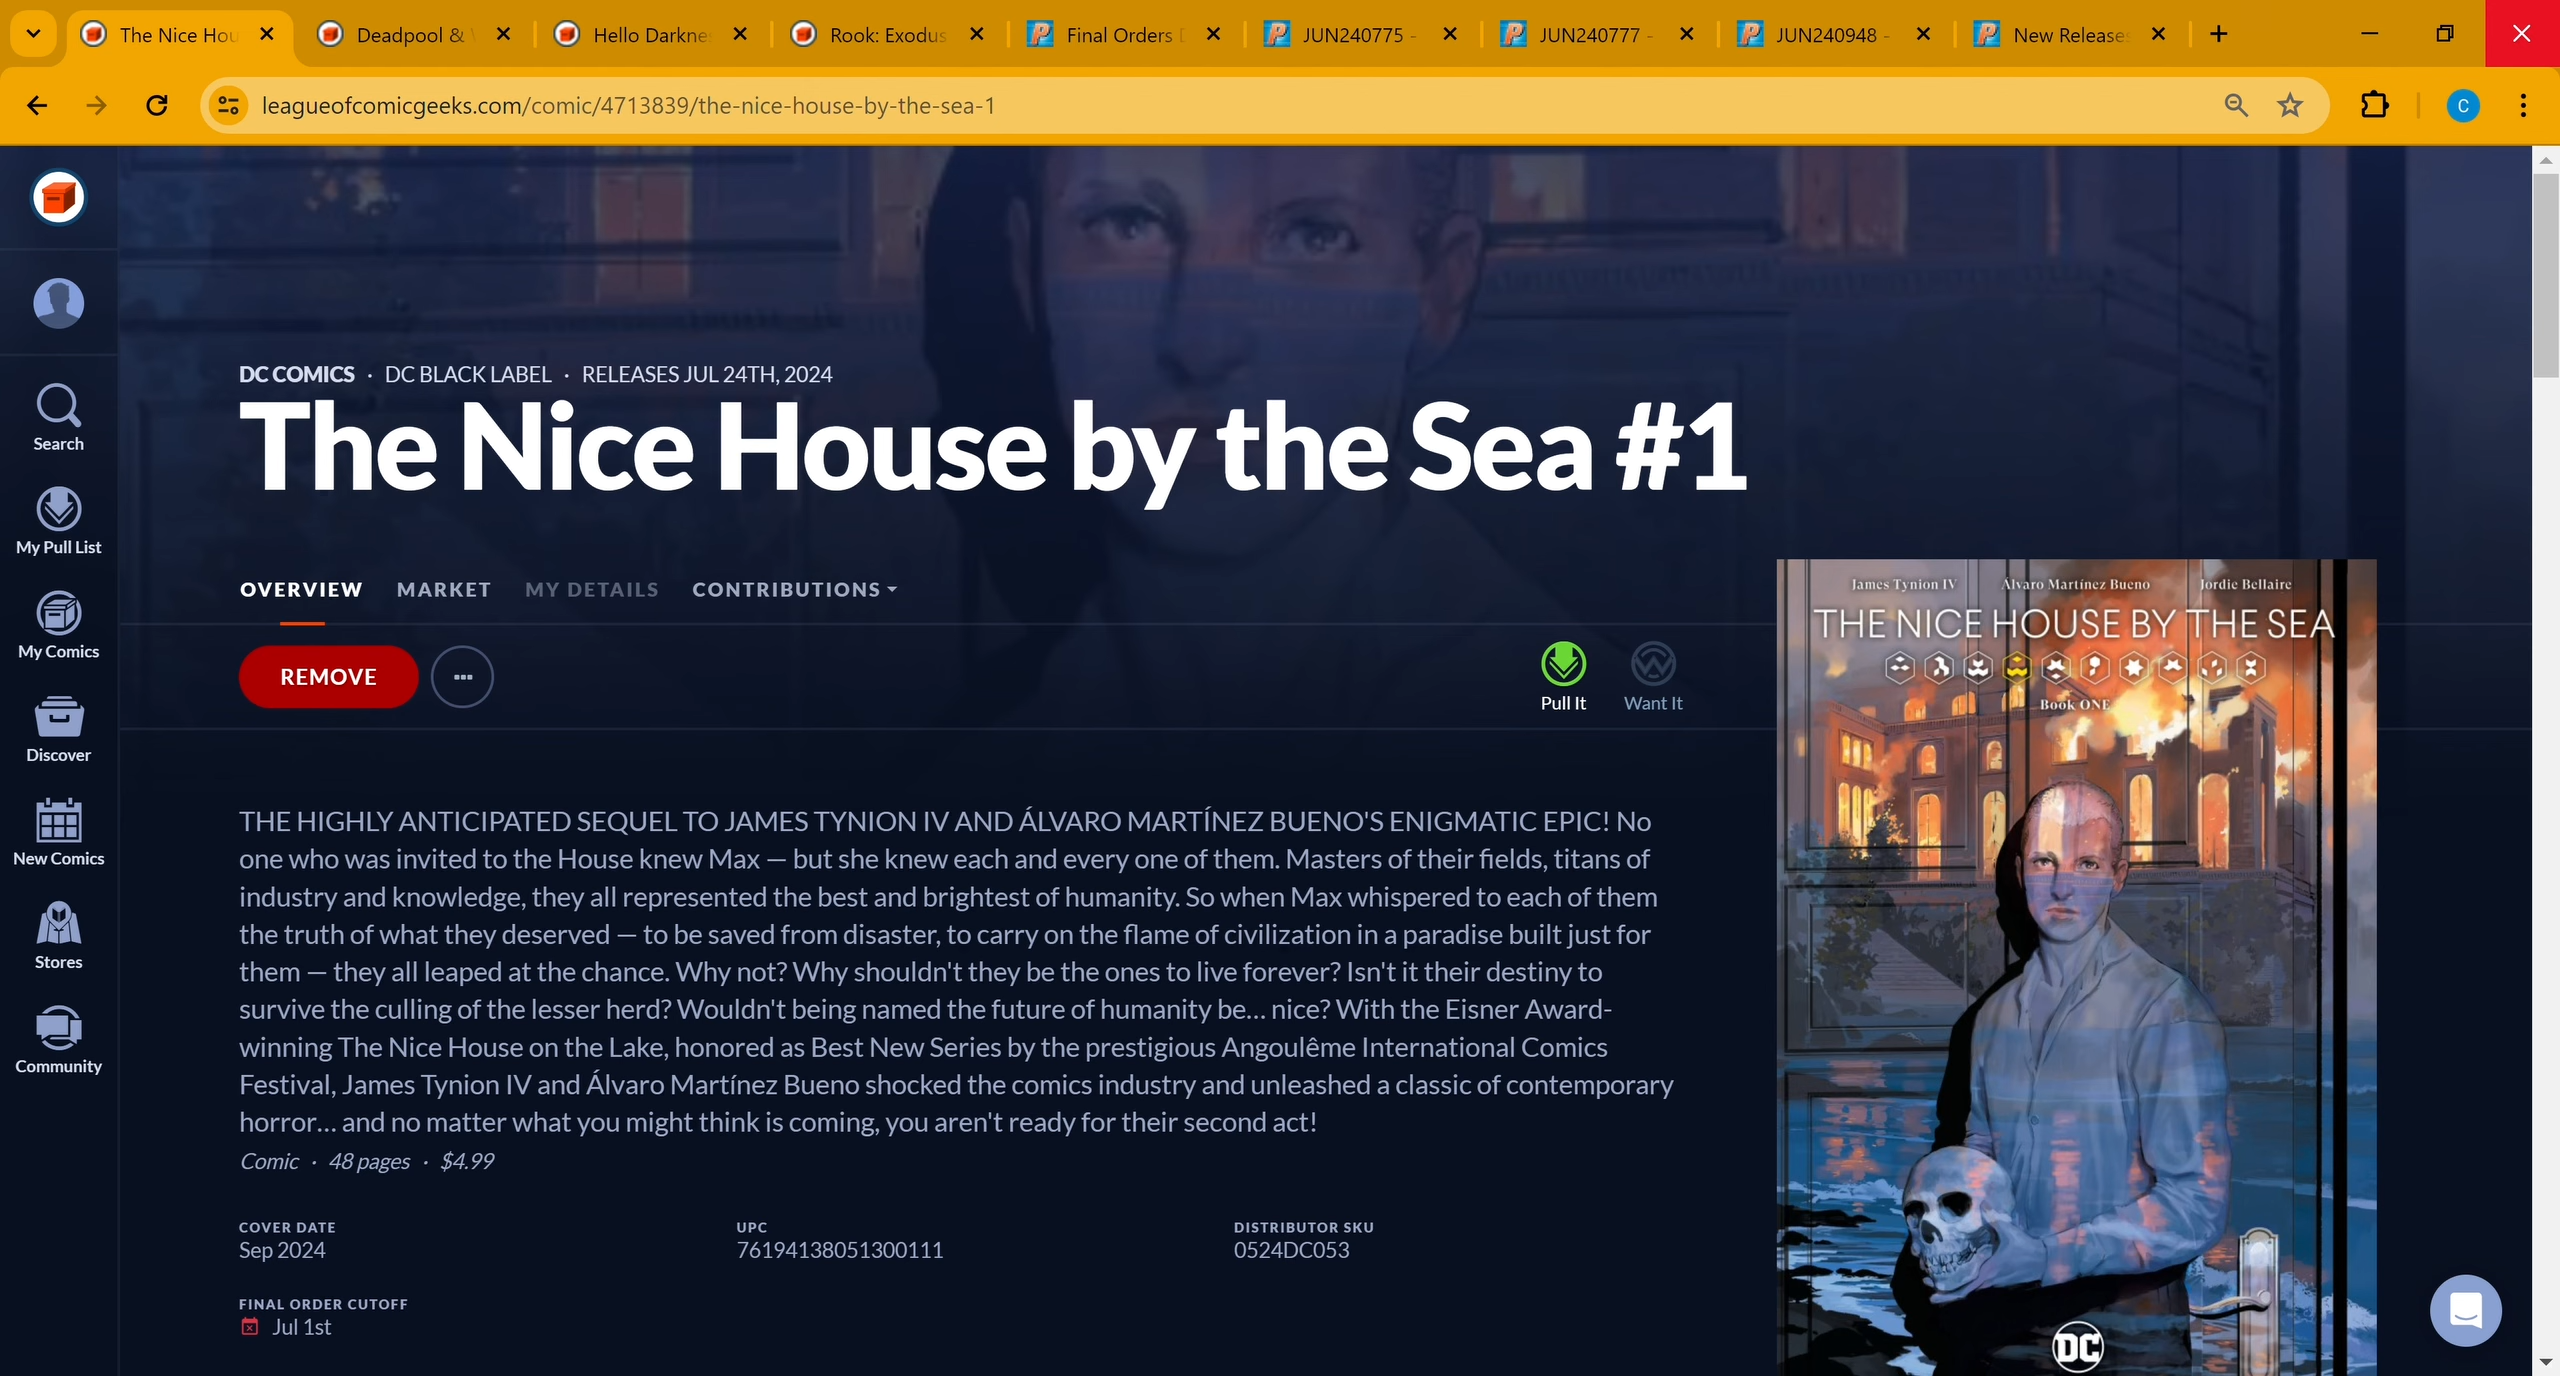 The Nice Hou
Deadpool &
Hello Darkne
Rook: Exodus
Final Orders
JUN240775 -
JUN240777 -
JUN240948 -
New Release
leagueofcomicgeeks.com/comic/4713839/the-nice-house-by-the-sea-1
C
Search
My Pull List
My Comics
Discover
New Comics
Stores
Community
DC COMICS · DC BLACK LABEL · RELEASES JUL 24TH, 2024
The Nice House by the Sea #1
OVERVIEW MARKET MY DETAILS CONTRIBUTIONS
REMOVE
Pull It
Want It
THE HIGHLY ANTICIPATED SEQUEL TO JAMES TYNION IV AND ÁLVARO MARTÍNEZ BUENO'S ENIGMATIC EPIC! No
one who was invited to the House knew Max — but she knew each and every one of them. Masters of their fields, titans of
industry and knowledge, they all represented the best and brightest of humanity. So when Max whispered to each of them
the truth of what they deserved — to be saved from disaster, to carry on the flame of civilization in a paradise built just for
them — they all leaped at the chance. Why not? Why shouldn't they be the ones to live forever? Isn't it their destiny to
survive the culling of the lesser herd? Wouldn't being named the future of humanity be... nice? With the Eisner Award-
winning The Nice House on the Lake, honored as Best New Series by the prestigious Angoulême International Comics
Festival, James Tynion IV and Álvaro Martínez Bueno shocked the comics industry and unleashed a classic of contemporary
horror... and no matter what you might think is coming, you aren't ready for their second act!
Comic · 48 pages · $4.99
COVER DATE
Sep 2024
UPC
76194138051300111
DISTRIBUTOR SKU
0524DC053
FINAL ORDER CUTOFF
Jul 1st
James Tynion IV Álvaro Martínez Bueno Jordie Bellaire
THE NICE HOUSE BY THE SEA
Book ONE
DC